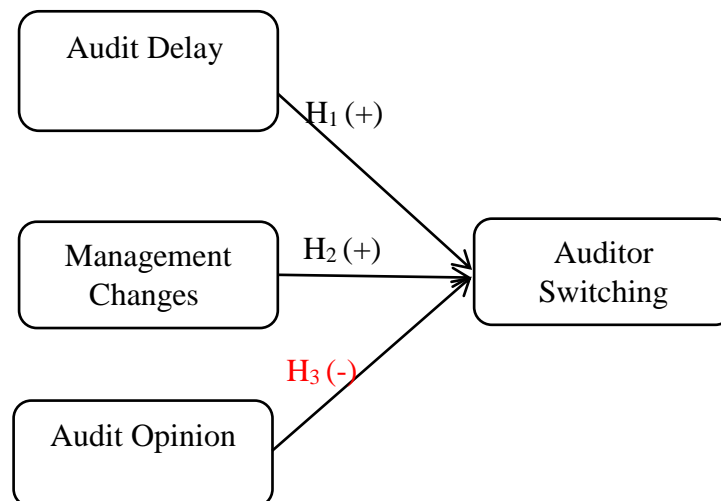 Audit Delay
H₁ (+)
Management
Changes
H₂ (+)
Auditor
Switching
H₃ (-)
Audit Opinion